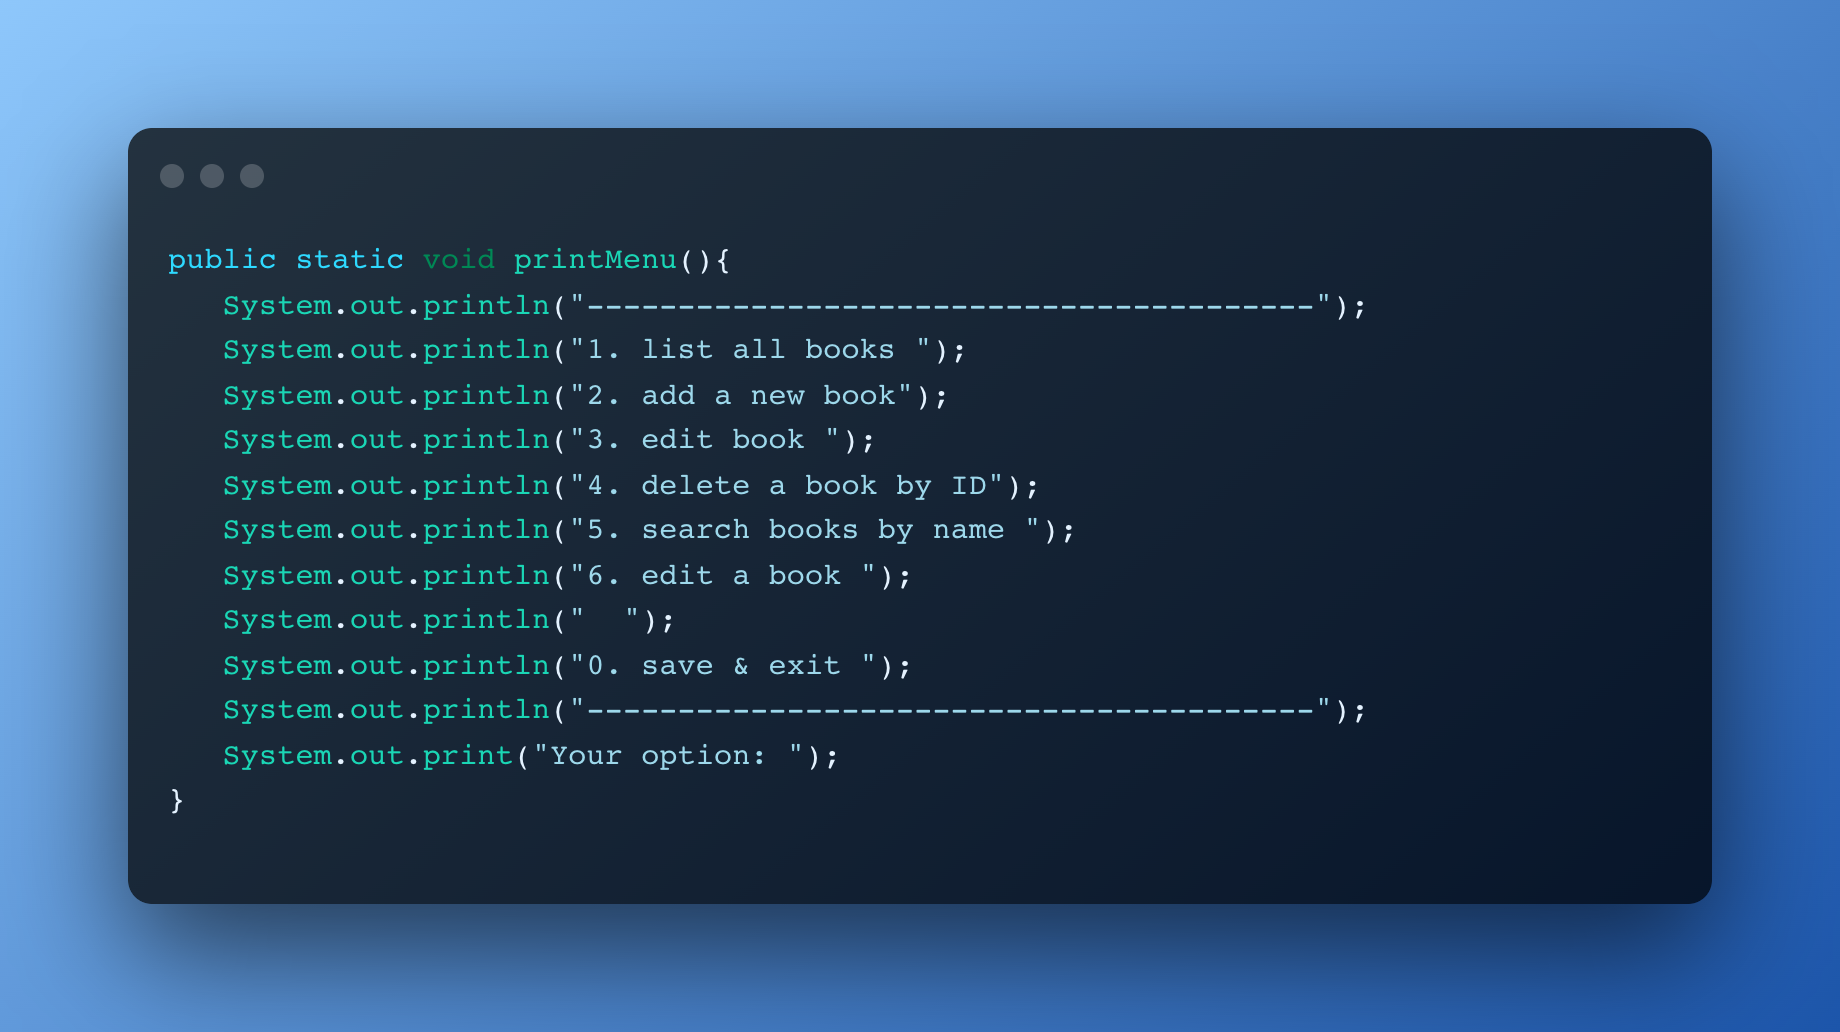 public static void printMenu(){
   System.out.println("----------------------------------------");
   System.out.println("1. list all books ");
   System.out.println("2. add a new book");
   System.out.println("3. edit book ");
   System.out.println("4. delete a book by ID");
   System.out.println("5. search books by name ");
   System.out.println("6. edit a book ");
   System.out.println("  ");
   System.out.println("0. save & exit ");
   System.out.println("----------------------------------------");
   System.out.print("Your option: ");
}